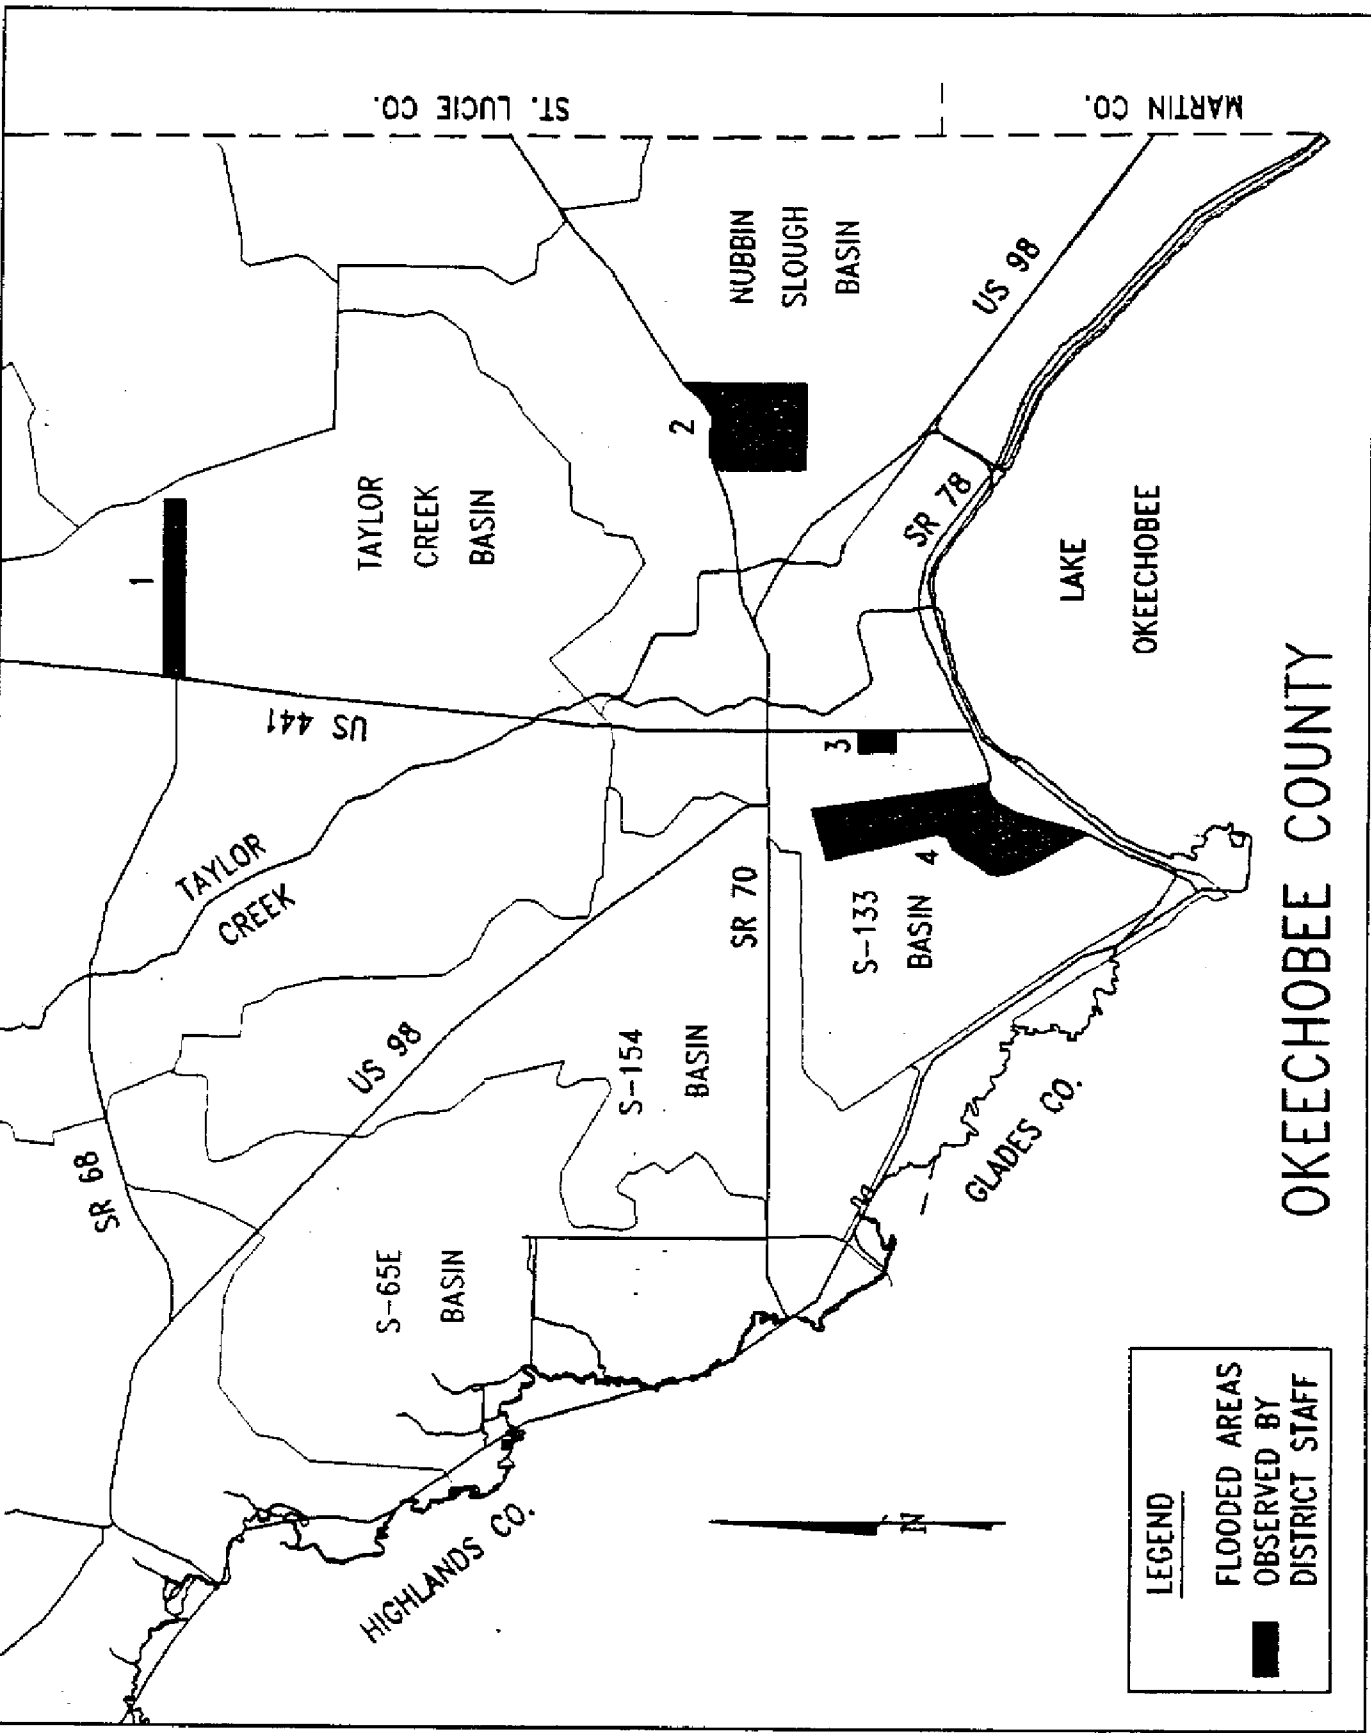 ST. LUCIE CO.
MARTIN CO.
NUBBIN
SLOUGH
BASIN
US 98
2
1
TAYLOR
CREEK
BASIN
SR 78
LAKE
OKEECHOBEE
US 441
3
TAYLOR
CREEK
4
SR 70
S-133
BASIN
US 98
S-154
BASIN
SR 68
GLADES CO.
S-65E
BASIN
HIGHLANDS CO.
N
OKEECHOBEE COUNTY
LEGEND
FLOODED AREAS
OBSERVED BY
DISTRICT STAFF